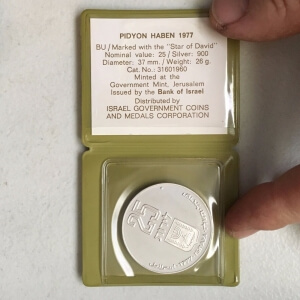 PIDYON HABEN 1977
BU / Marked with the "Star of David"
Nominal value: 25 / Silver: 900
Diameter: 37 mm. / Weight: 26 g.
Cat. No.: 31601960
Minted at the
Government Mint, Jerusalem
Issued by the Bank of Israel
Distributed by
ISRAEL GOVERNMENT COINS
AND MEDALS CORPORATION
25